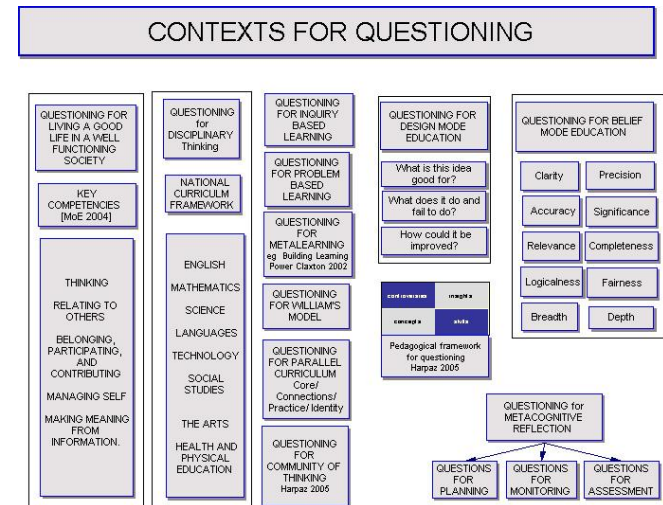 CONTEXTS FOR QUESTIONING
QUESTIONING FOR
LIVING A GOOD
LIFE IN A WELL
FUNCTIONING
SOCIETY
KEY
COMPETENCIES
[MoE 2004]
THINKING
RELATING TO
OTHERS
BELONGING,
PARTICIPATING,
AND
CONTRIBUTING
MANAGING SELF
MAKING MEANING
FROM
INFORMATION.
QUESTIONING
for
DISCIPLINARY
Thinking
NATIONAL
CURRICULM
FRAMEWORK
ENGLISH
MATHEMATICS
SCIENCE
LANGUAGES
TECHNOLOGY
SOCIAL
STUDIES
THE ARTS
HEALTH AND
PHYSICAL
EDUCATION
QUESTIONING
FOR INQUIRY
BASED
LEARNING
QUESTIONING
FOR PROBLEM
BASED
LEARNING
QUESTIONING
FOR
METALEARNING
eg Building Learning
Power Claxton 2002
QUESTIONING
FOR WILLIAM'S
MODEL
QUESTIONING
FOR PARALLEL
CURRICULUM
Core/
Connections/
Practice/ Identity
QUESTIONING
FOR
COMMUNITY OF
THINKING
Harpaz 2005
QUESTIONING FOR
DESIGN MODE
EDUCATION
What is this idea
good for?
What does it do and
fail to do?
How could it be
improved?
controversies insights
concepts skills
Pedagogical framework
for questioning
Harpaz 2005
QUESTIONING FOR BELIEF
MODE EDUCATION
Clarity Precision
Accuracy Significance
Relevance Completeness
Logicalness Fairness
Breadth Depth
QUESTIONING for
METACOGNITIVE
REFLECTION
QUESTIONS
FOR
PLANNING
QUESTIONS
FOR
MONITORING
QUESTIONS
FOR
ASSESSMENT